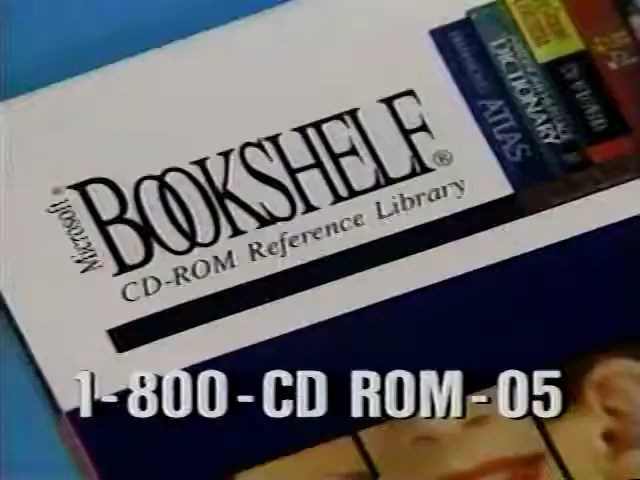 Microsoft®
BOOKSHELF®
CD-ROM Reference Library
ATLAS
DICTIONARY
1-800-CD ROM-05